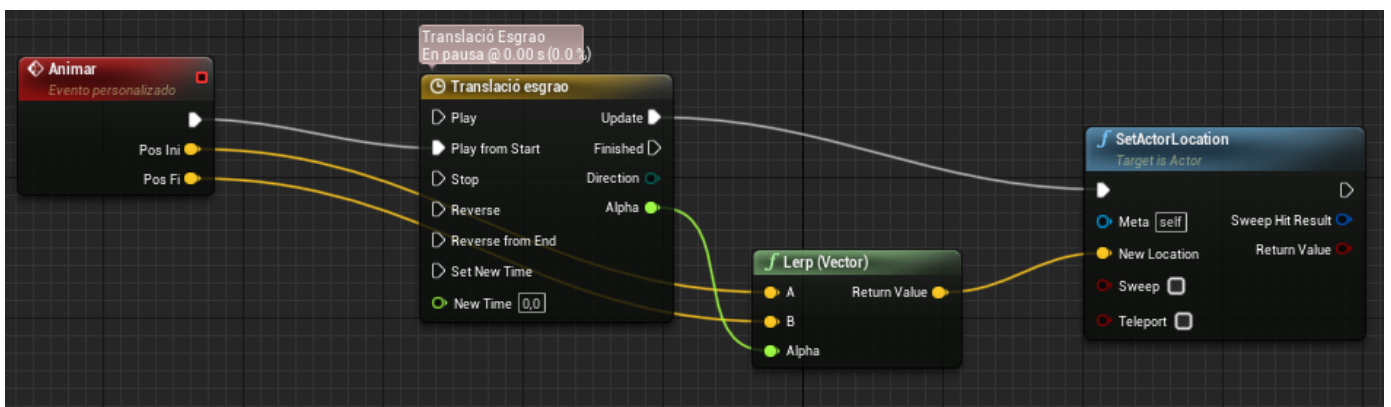 Translació Esgrao
En pausa @ 0.00 s (0.0 %)
Animar
Evento personalizado
Pos Ini
Pos Fi
Translació esgrao
Play
Update
Play from Start
Finished
Stop
Direction
Reverse
Alpha
Reverse from End
Set New Time
New Time 0,0
Lerp (Vector)
A
Return Value
B
Alpha
SetActorLocation
Target is Actor
Meta self
Sweep Hit Result
New Location
Return Value
Sweep
Teleport